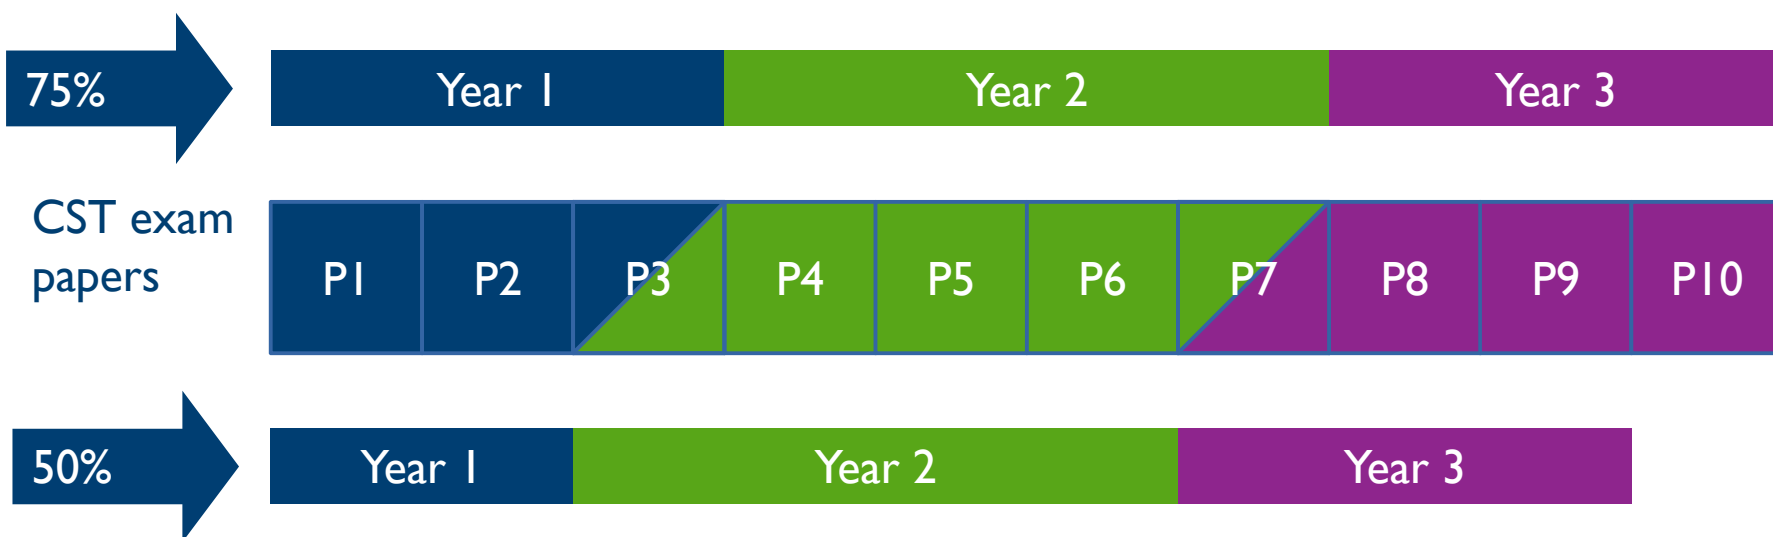 75%
Year 1
Year 2
Year 3
CST exam
papers
P1
P2
P3
P4
P5
P6
P7
P8
P9
P10
50%
Year 1
Year 2
Year 3